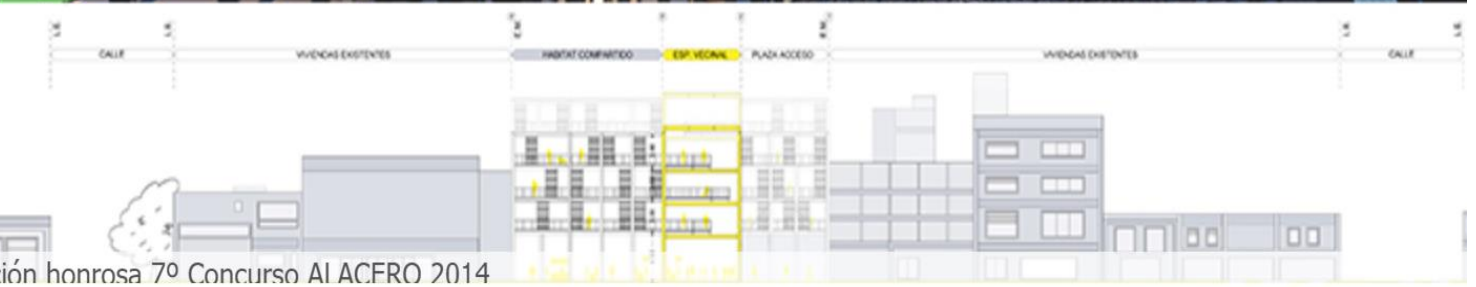 L.E. L.E. E.M. E.M. L.E. L.E.
CALLE VIVIENDAS EXISTENTES HABITAT COMPARTIDO ESP. VECINAL PLAZA ACCESO VIVIENDAS EXISTENTES CALLE
ción honrosa 7º Concurso ALACERO 2014